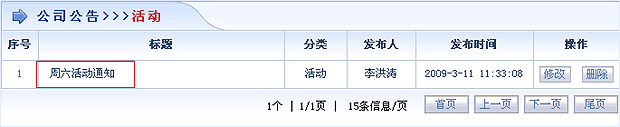 公司公告>>>活动
序号 标题 分类 发布人 发布时间 操作
1 周六活动通知 活动 李洪涛 2009-3-11 11:33:08 修改 删除
1个 | 1/1页 | 15条信息/页 首页 上一页 下一页 尾页